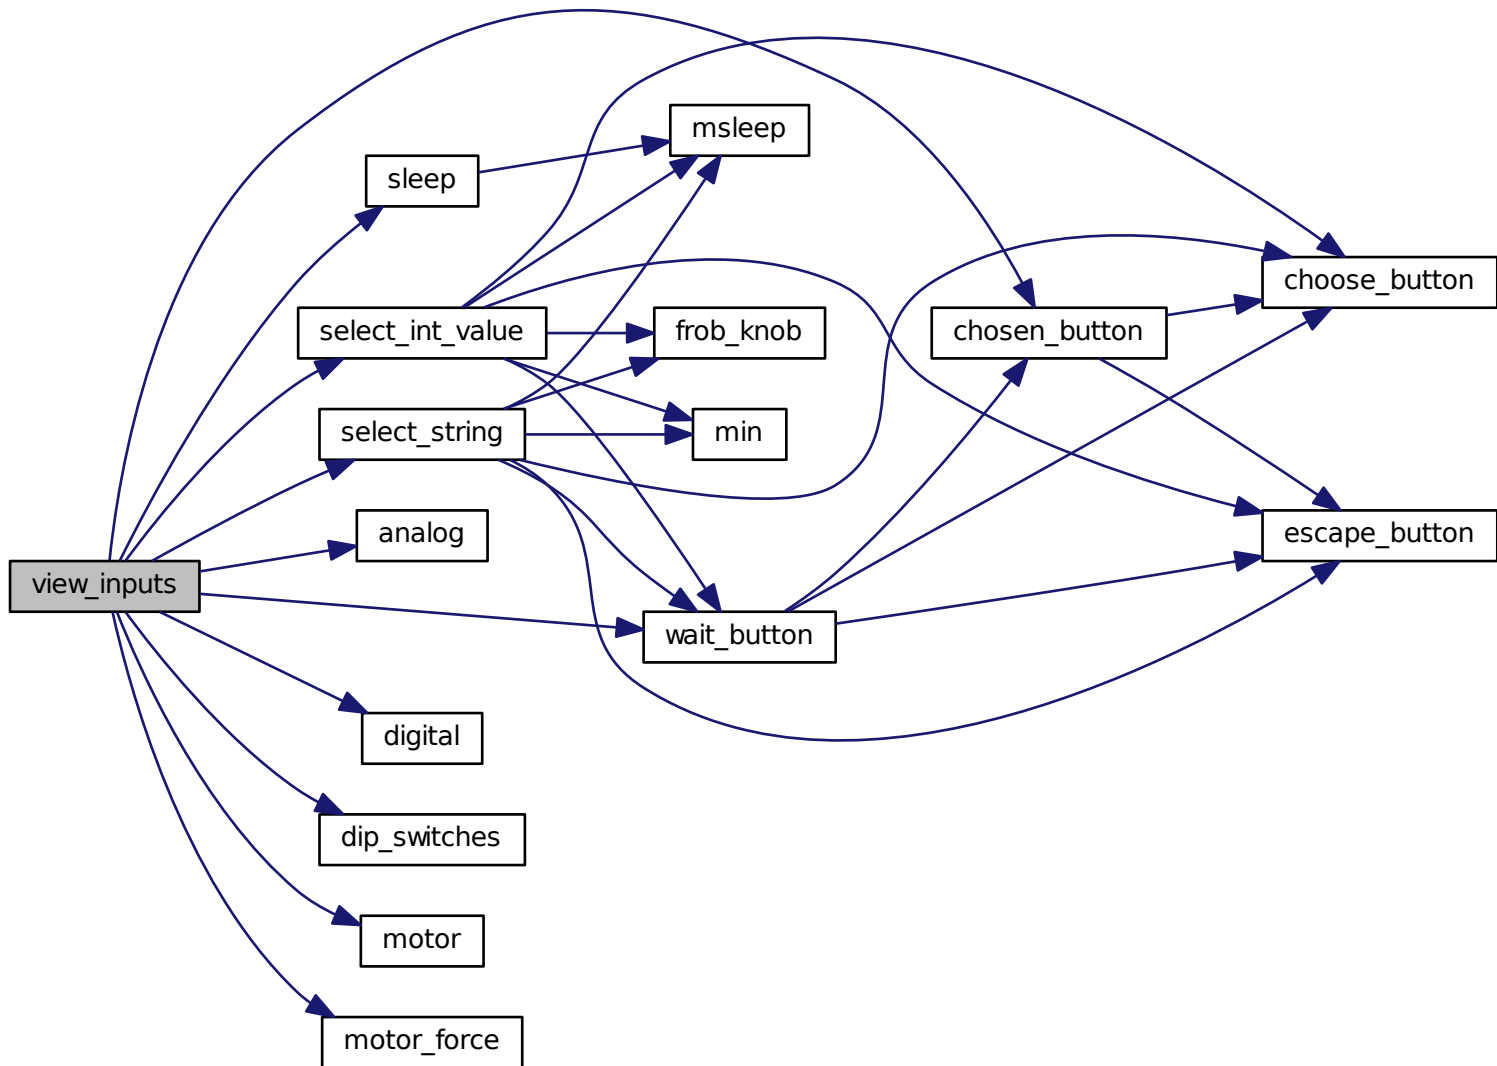 msleep
sleep
choose_button
select_int_value
frob_knob
chosen_button
select_string
min
analog
escape_button
view_inputs
wait_button
digital
dip_switches
motor
motor_force